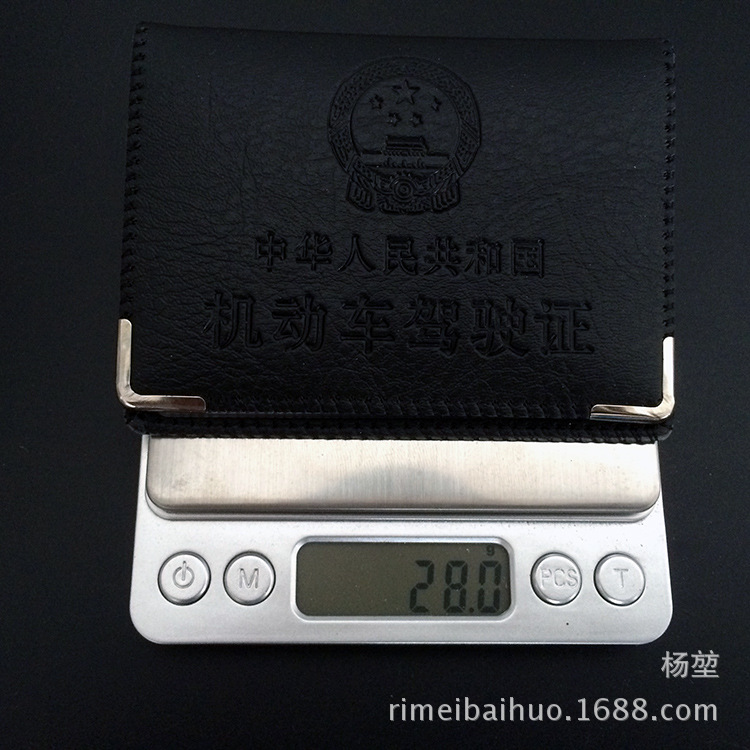 中华人民共和国
机动车驾驶证
g
28.0
M
PCS
T
杨堃
rimeibaihuo.1688.com